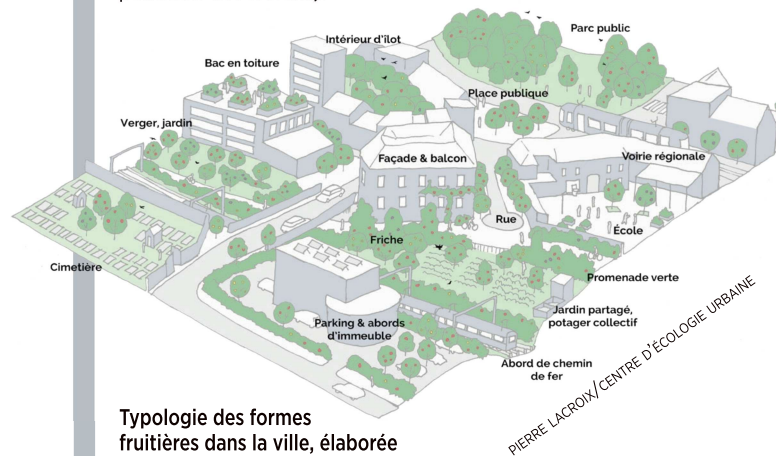 Intérieur d'îlot
Parc public
Bac en toiture
Place publique
Verger, jardin
Façade & balcon
Voirie régionale
Rue
École
Friche
Cimetière
Promenade verte
Parking & abords
d'immeuble
Jardin partagé,
potager collectif
Abord de chemin
de fer
Typologie des formes
fruitières dans la ville, élaborée
PIERRE LACROIX/CENTRE D'ÉCOLOGIE URBAINE